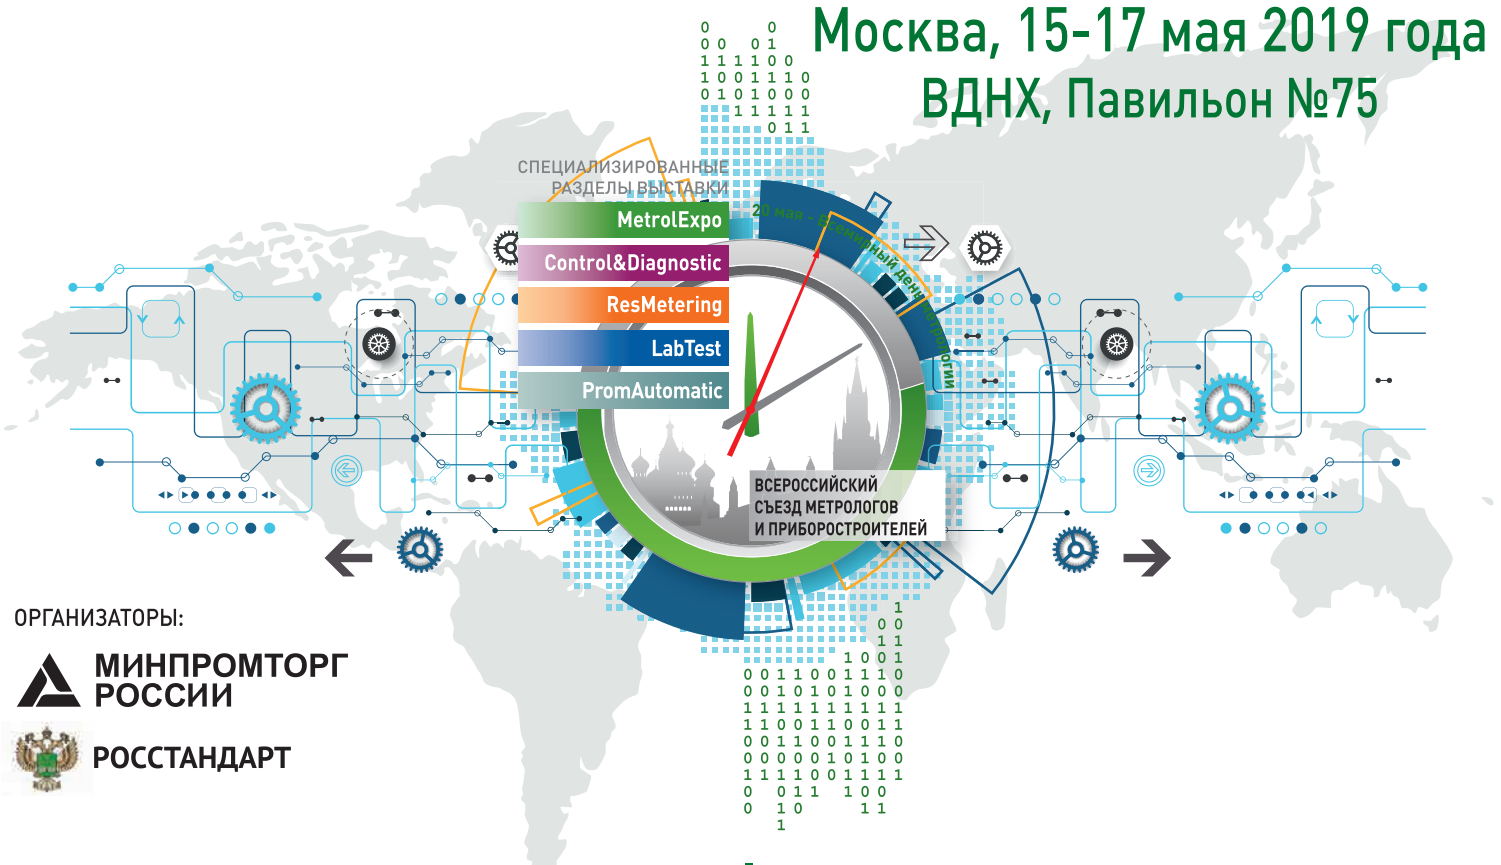 Москва, 15-17 мая 2019 года
ВДНХ, Павильон №75
СПЕЦИАЛИЗИРОВАННЫЕ
РАЗДЕЛЫ ВЫСТАВКИ
MetrolExpo
Control&Diagnostic
ResMetering
LabTest
PromAutomatic
20 мая - Всемирный день метрологии
ВСЕРОССИЙСКИЙ
СЪЕЗД МЕТРОЛОГОВ
И ПРИБОРОСТРОИТЕЛЕЙ
ОРГАНИЗАТОРЫ:
МИНПРОМТОРГ
РОССИИ
РОССТАНДАРТ